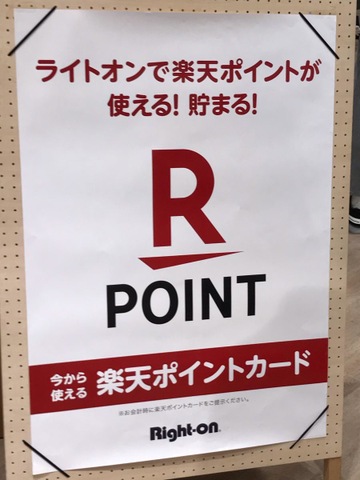 ライトオンで楽天ポイントが
使える! 貯まる!
R
POINT
今から
使える
楽天ポイントカード
※お会計時に楽天ポイントカードをご提示ください。
Right-on